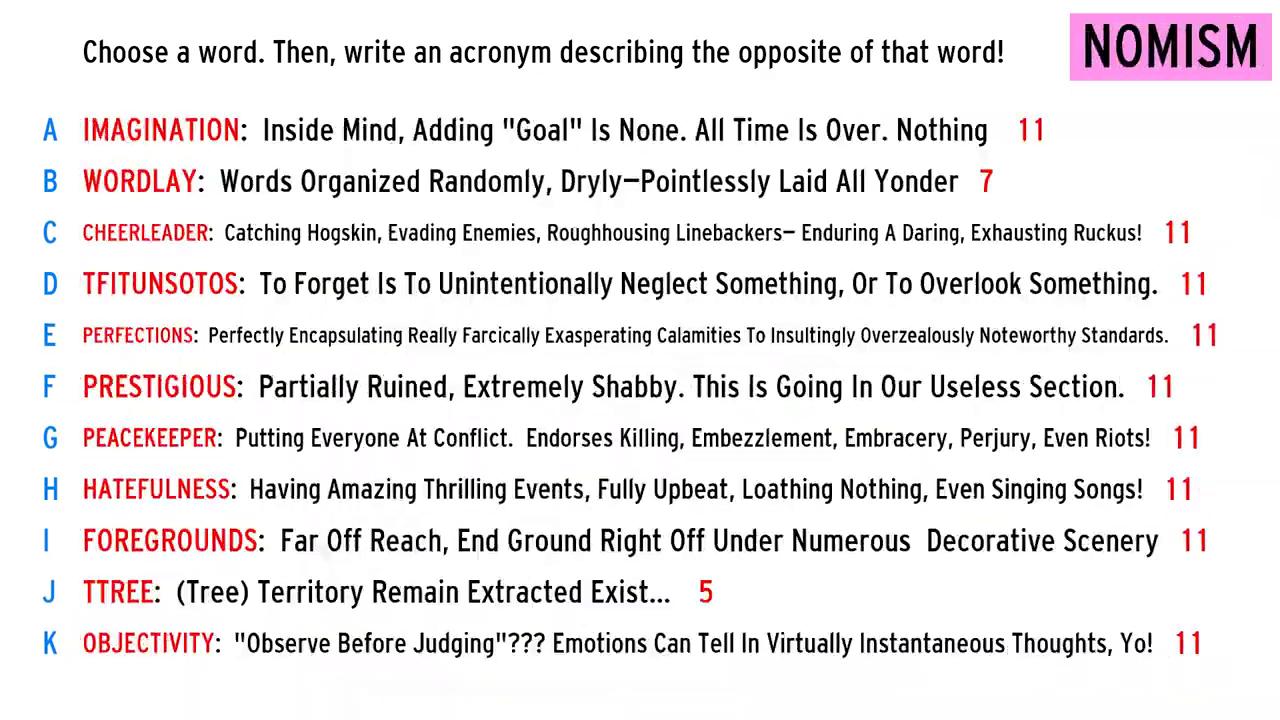 Choose a word. Then, write an acronym describing the opposite of that word!
NOMISM
A IMAGINATION: Inside Mind, Adding "Goal" Is None. All Time Is Over. Nothing 11
B WORDLAY: Words Organized Randomly, Dryly—Pointlessly Laid All Yonder 7
C CHEERLEADER: Catching Hogskin, Evading Enemies, Roughhousing Linebackers— Enduring A Daring, Exhausting Ruckus! 11
D TFITUNSOTOS: To Forget Is To Unintentionally Neglect Something, Or To Overlook Something. 11
E PERFECTIONS: Perfectly Encapsulating Really Farcically Exasperating Calamities To Insultingly Overzealously Noteworthy Standards. 11
F PRESTIGIOUS: Partially Ruined, Extremely Shabby. This Is Going In Our Useless Section. 11
G PEACEKEEPER: Putting Everyone At Conflict. Endorses Killing, Embezzlement, Embracery, Perjury, Even Riots! 11
H HATEFULNESS: Having Amazing Thrilling Events, Fully Upbeat, Loathing Nothing, Even Singing Songs! 11
I FOREGROUNDS: Far Off Reach, End Ground Right Off Under Numerous Decorative Scenery 11
J TTREE: (Tree) Territory Remain Extracted Exist... 5
K OBJECTIVITY: "Observe Before Judging"??? Emotions Can Tell In Virtually Instantaneous Thoughts, Yo! 11